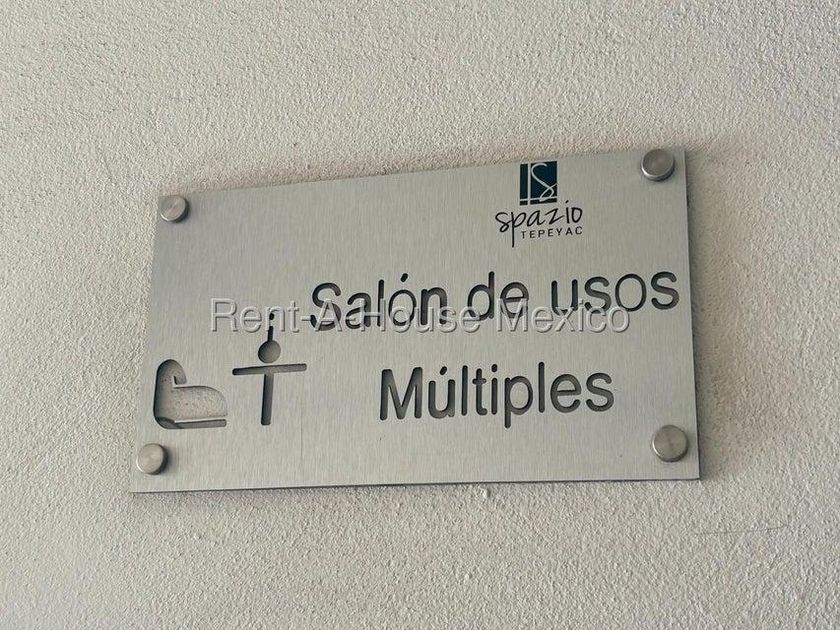 spazio
TEPEYAC
Salón de usos
Rent-A-House Mexico
Múltiples